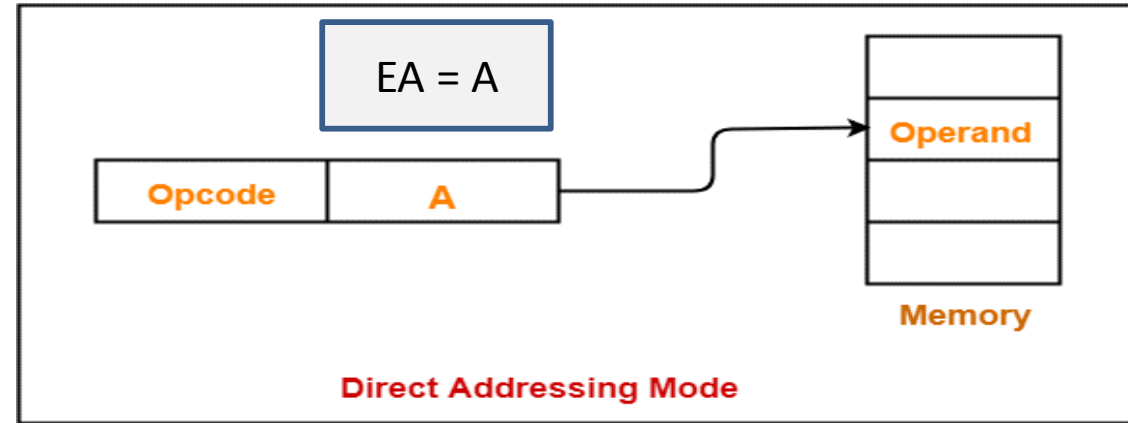 EA = A
Operand
Opcode A
Memory
Direct Addressing Mode